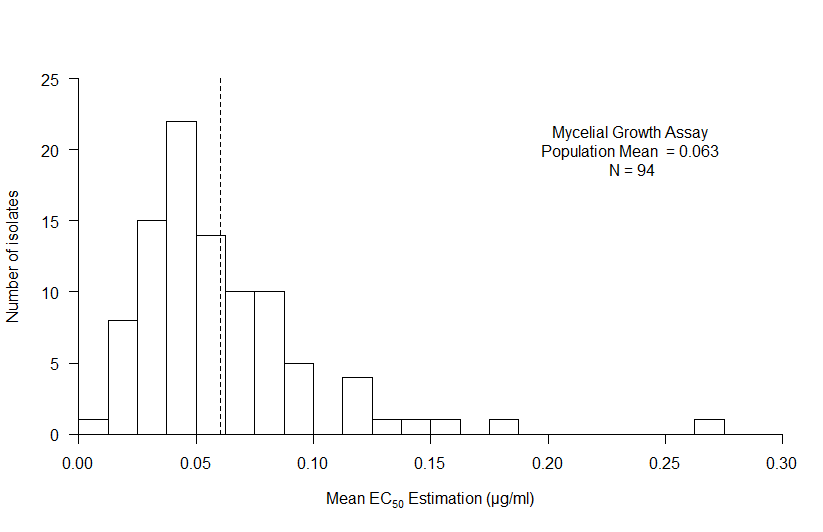 Mycelial Growth Assay
Population Mean = 0.063
N = 94
Number of isolates
25
20
15
10
5
0
0.00 0.05 0.10 0.15 0.20 0.25 0.30
Mean EC50 Estimation (µg/ml)